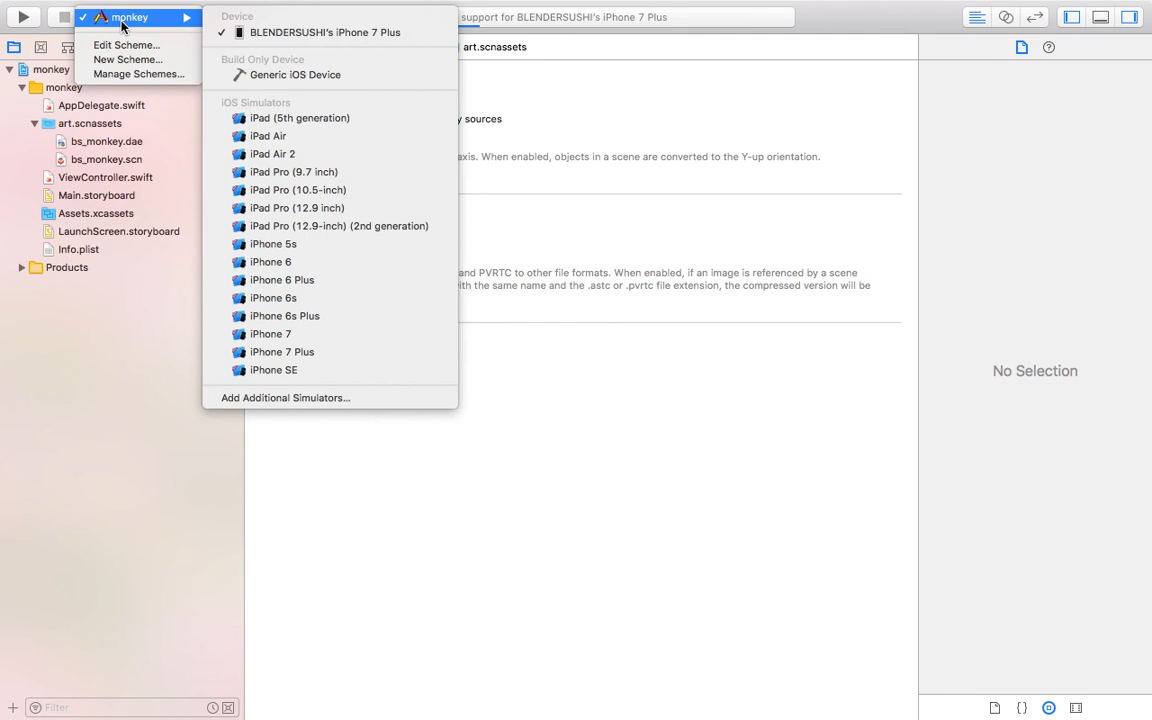 monkey
support for BLENDERSUSHI's iPhone 7 Plus
Edit Scheme...
New Scheme...
Manage Schemes...
Device
BLENDERSUSHI's iPhone 7 Plus
Build Only Device
Generic iOS Device
iOS Simulators
iPad (5th generation)
iPad Air
iPad Air 2
iPad Pro (9.7 inch)
iPad Pro (10.5-inch)
iPad Pro (12.9 inch)
iPad Pro (12.9-inch) (2nd generation)
iPhone 5s
iPhone 6
iPhone 6 Plus
iPhone 6s
iPhone 6s Plus
iPhone 7
iPhone 7 Plus
iPhone SE
Add Additional Simulators...
monkey
monkey
AppDelegate.swift
art.scnassets
bs_monkey.dae
bs_monkey.scn
ViewController.swift
Main.storyboard
Assets.xcassets
LaunchScreen.storyboard
Info.plist
Products
Filter
art.scnassets
y sources
axis. When enabled, objects in a scene are converted to the Y-up orientation.
and PVRTC to other file formats. When enabled, if an image is referenced by a scene
ith the same name and the .astc or .pvrtc file extension, the compressed version will be
No Selection